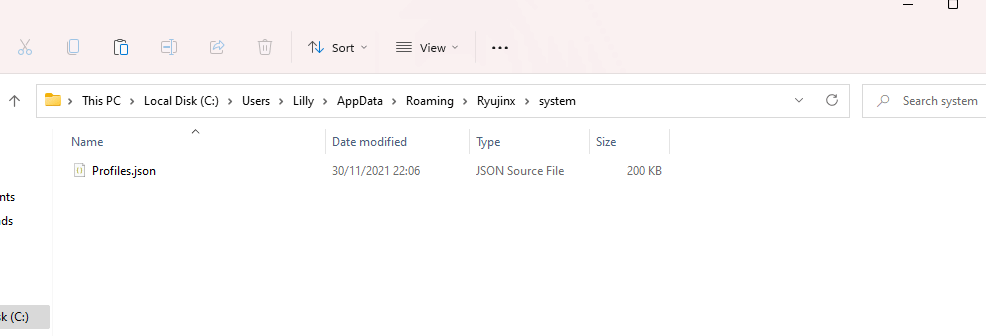 Sort View
This PC Local Disk (C:) Users Lilly AppData Roaming Ryujinx system Search system
Name Date modified Type Size
Profiles.json 30/11/2021 22:06 JSON Source File 200 KB
nts
ds
sk (C:)